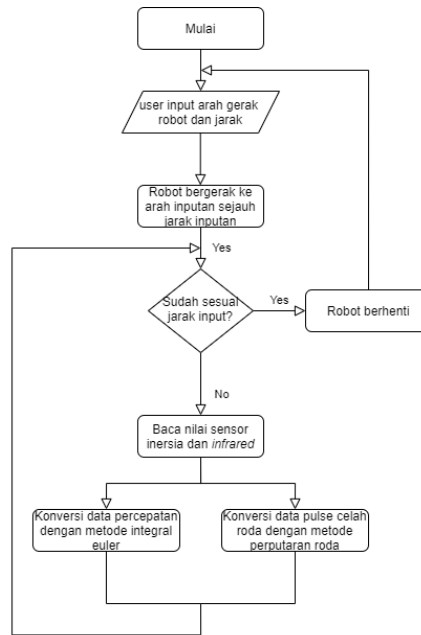 Mulai
user input arah gerak
robot dan jarak
Robot bergerak ke
arah inputan sejauh
jarak inputan
Yes
Sudah sesuai
jarak input?
Yes
Robot berhenti
No
Baca nilai sensor
inersia dan infrared
Konversi data percepatan
dengan metode integral
euler
Konversi data pulse celah
roda dengan metode
perputaran roda